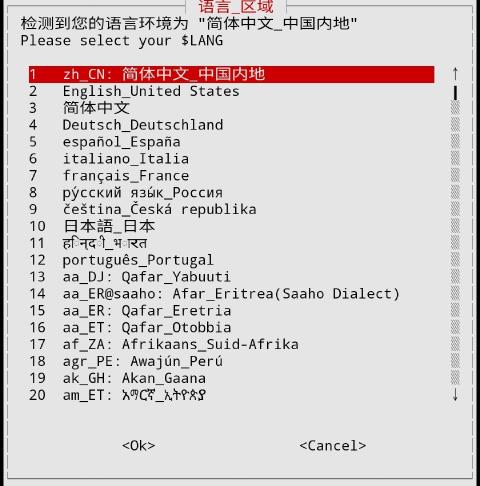 语言_区域
检测到您的语言环境为 "简体中文_中国内地"
Please select your $LANG
1 zh_CN: 简体中文_中国内地
2 English_United States
3 简体中文
4 Deutsch_Deutschland
5 español_España
6 italiano_Italia
7 français_France
8 ру́сский язы́к_Россия
9 čeština_Česká republika
10 日本語_日本
11 हिन्दी_भारत
12 português_Portugal
13 aa_DJ: Qafar_Yabuuti
14 aa_ER@saaho: Afar_Eritrea(Saaho Dialect)
15 aa_ER: Qafar_Eretria
16 aa_ET: Qafar_Otobbia
17 af_ZA: Afrikaans_Suid-Afrika
18 agr_PE: Awajún_Perú
19 ak_GH: Akan_Gaana
20 am_ET: አማርኛ_ኢትዮጵያ
<Ok> <Cancel>